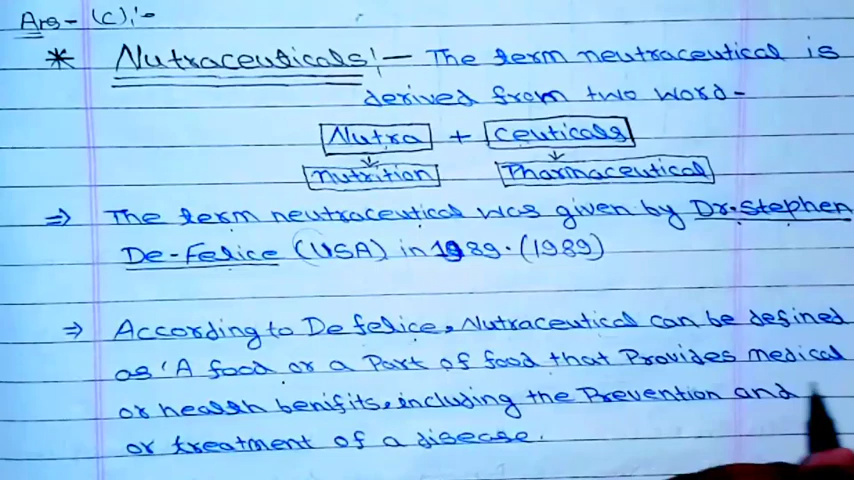 Ans- (C):-
* Nutraceuticals:- The term neutraceutical is
derived from two word-
Nutra + ceuticals
nutrition Pharmaceutical
⇒ The term neutraceutical was given by Dr. Stephen
De-Felice (USA) in 1989. (1989)
⇒ According to De felice, Nutraceutical can be defined
as 'A food or a Part of food that Provides medical
or health benifits, including the Prevention and
or treatment of a disease.